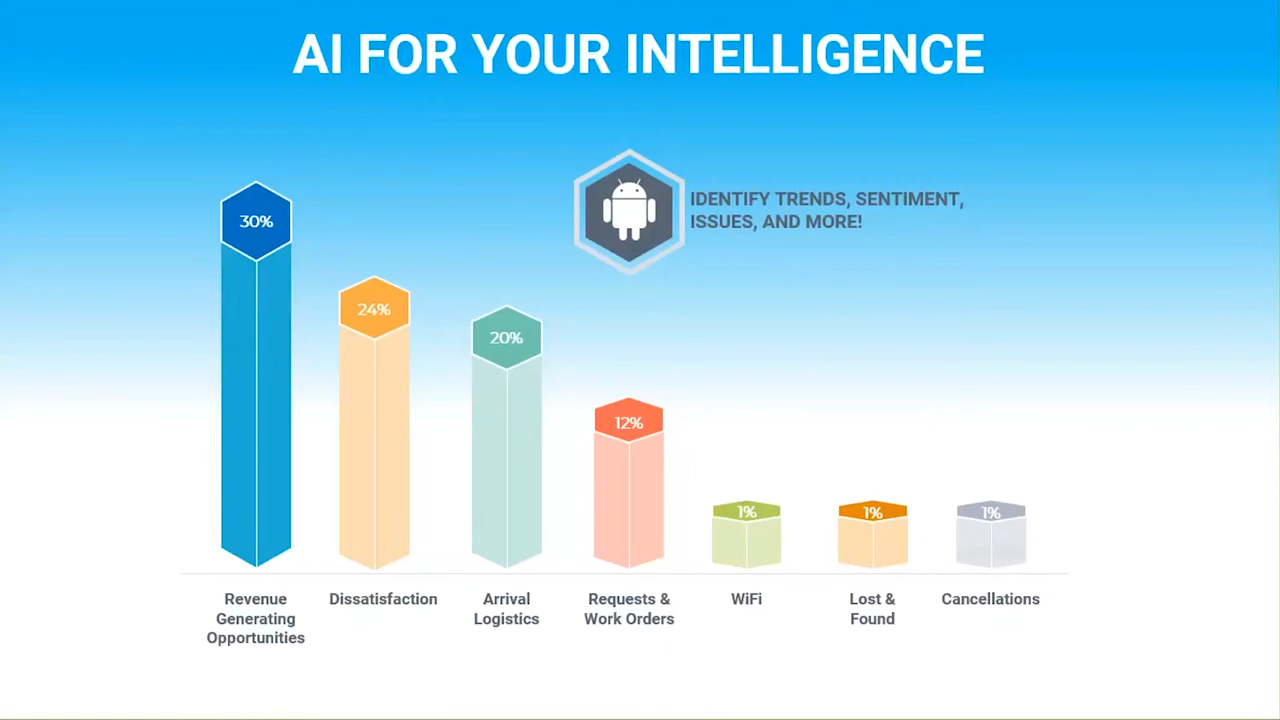 AI FOR YOUR INTELLIGENCE
IDENTIFY TRENDS, SENTIMENT,
ISSUES, AND MORE!
30%
24%
20%
12%
1%
1%
1%
Revenue
Generating
Opportunities
Dissatisfaction
Arrival
Logistics
Requests &
Work Orders
WiFi
Lost &
Found
Cancellations